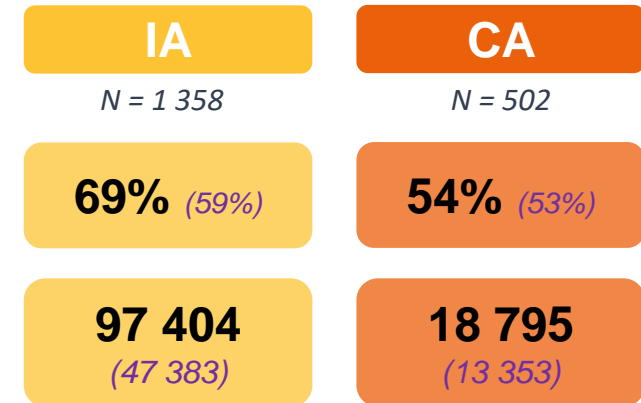 IA
CA
N = 1 358
N = 502
69% (59%)
54% (53%)
97 404
(47 383)
18 795
(13 353)